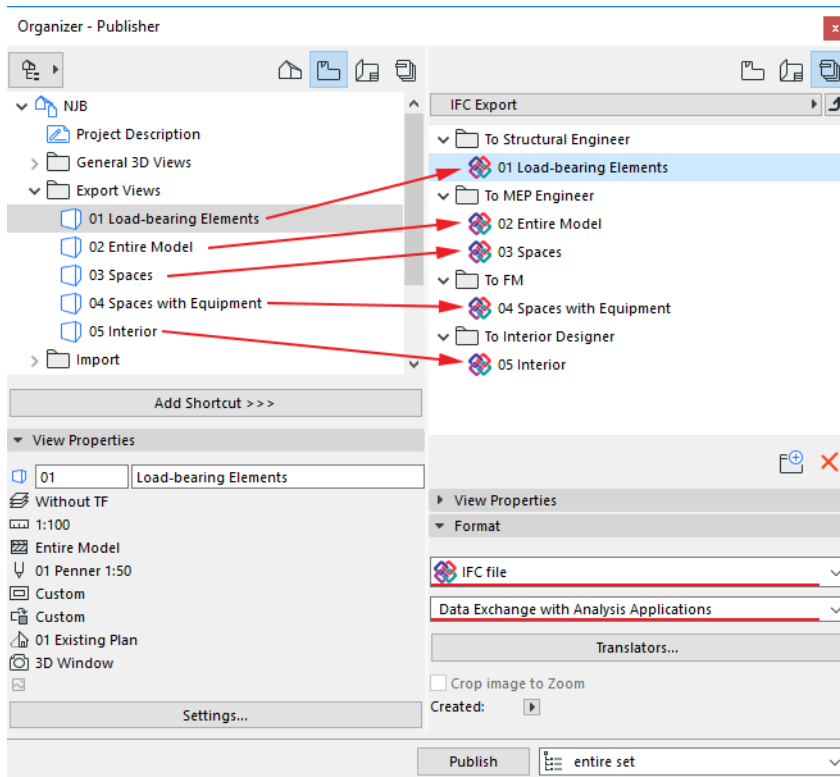 Organizer - Publisher
x
NJB
Project Description
General 3D Views
Export Views
01 Load-bearing Elements
02 Entire Model
03 Spaces
04 Spaces with Equipment
05 Interior
Import
Add Shortcut >>>
View Properties
01 Load-bearing Elements
Without TF
1:100
Entire Model
01 Penner 1:50
Custom
Custom
01 Existing Plan
3D Window
Settings...
IFC Export
To Structural Engineer
01 Load-bearing Elements
To MEP Engineer
02 Entire Model
03 Spaces
To FM
04 Spaces with Equipment
To Interior Designer
05 Interior
View Properties
Format
IFC file
Data Exchange with Analysis Applications
Translators...
Crop image to Zoom
Created:
Publish
entire set